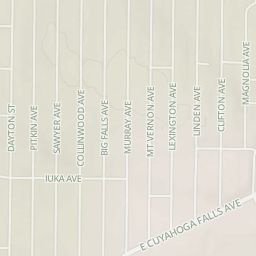 DAYTON ST
PITKIN AVE
SAWYER AVE
COLLINWOOD AVE
BIG FALLS AVE
MURRAY AVE
MT VERNON AVE
LEXINGTON AVE
LINDEN AVE
CLIFTON AVE
MAGNOLIA AVE
IUKA AVE
E CUYAHOGA FALLS AVE